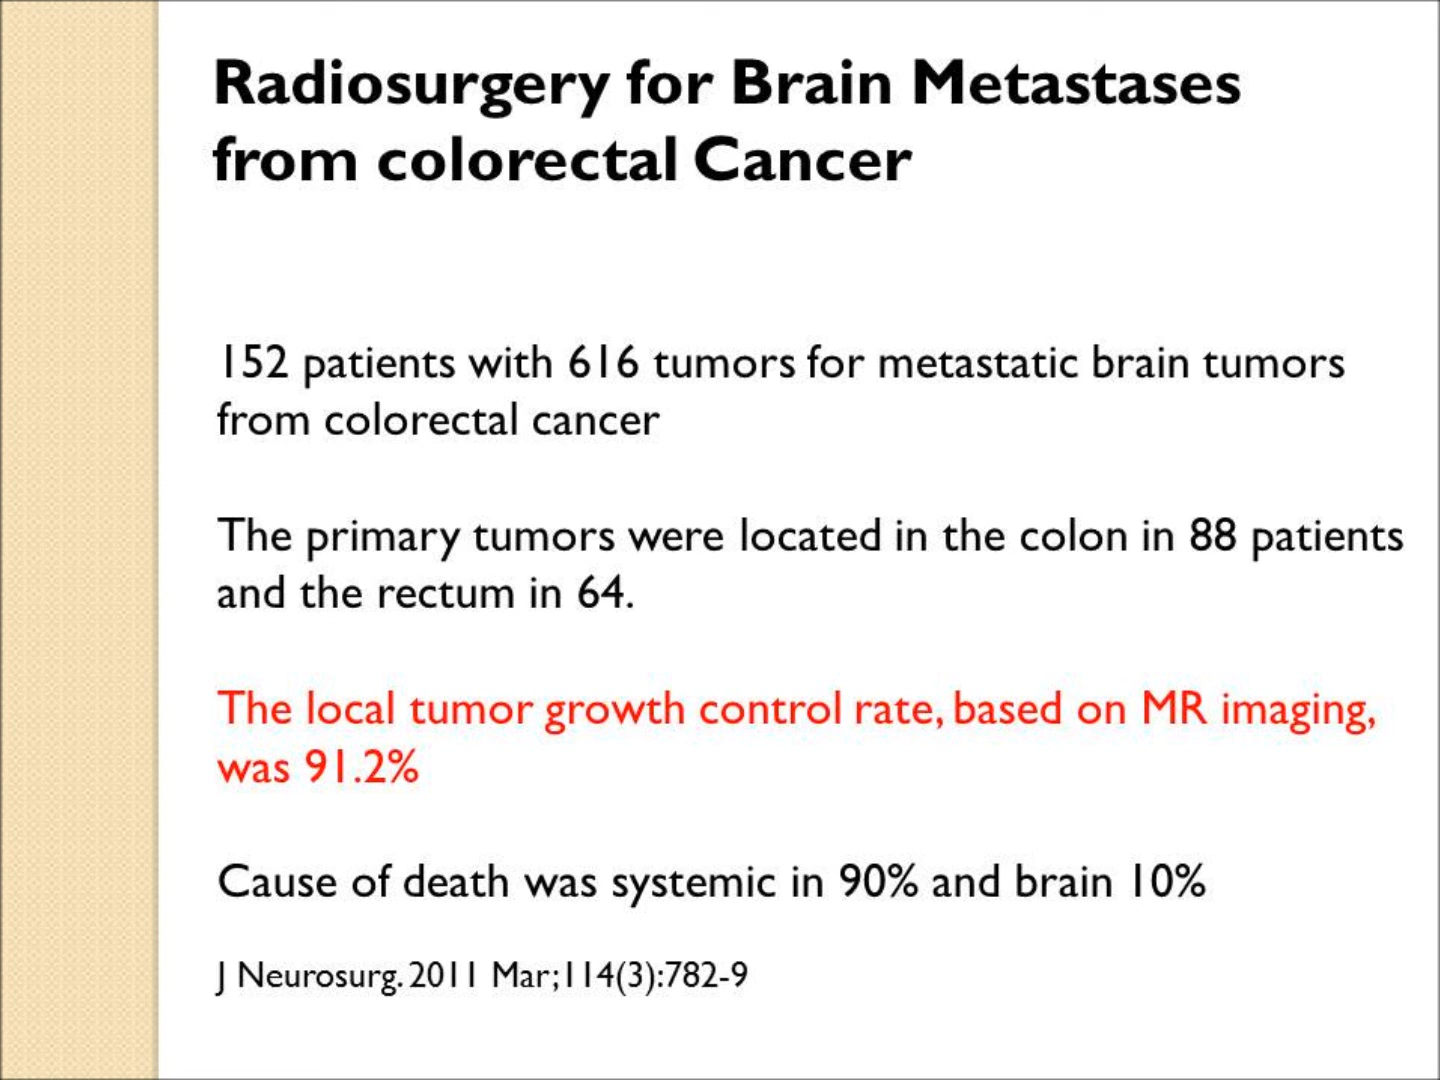 Radiosurgery for Brain Metastases
from colorectal Cancer
152 patients with 616 tumors for metastatic brain tumors
from colorectal cancer
The primary tumors were located in the colon in 88 patients
and the rectum in 64.
The local tumor growth control rate, based on MR imaging,
was 91.2%
Cause of death was systemic in 90% and brain 10%
J Neurosurg. 2011 Mar;114(3):782-9